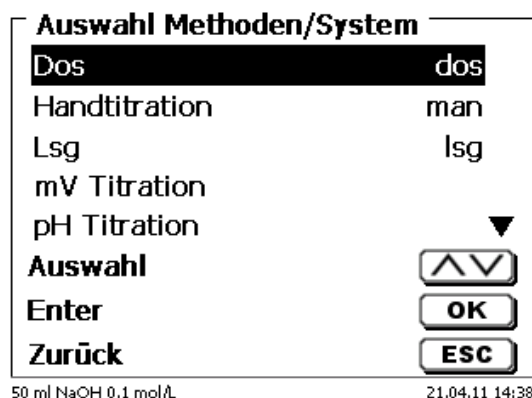 Auswahl Methoden/System
Dos dos
Handtitration man
Lsg lsg
mV Titration
pH Titration
Auswahl
Enter OK
Zurück ESC
50 ml NaOH 0.1 mol/L 21.04.11 14:38